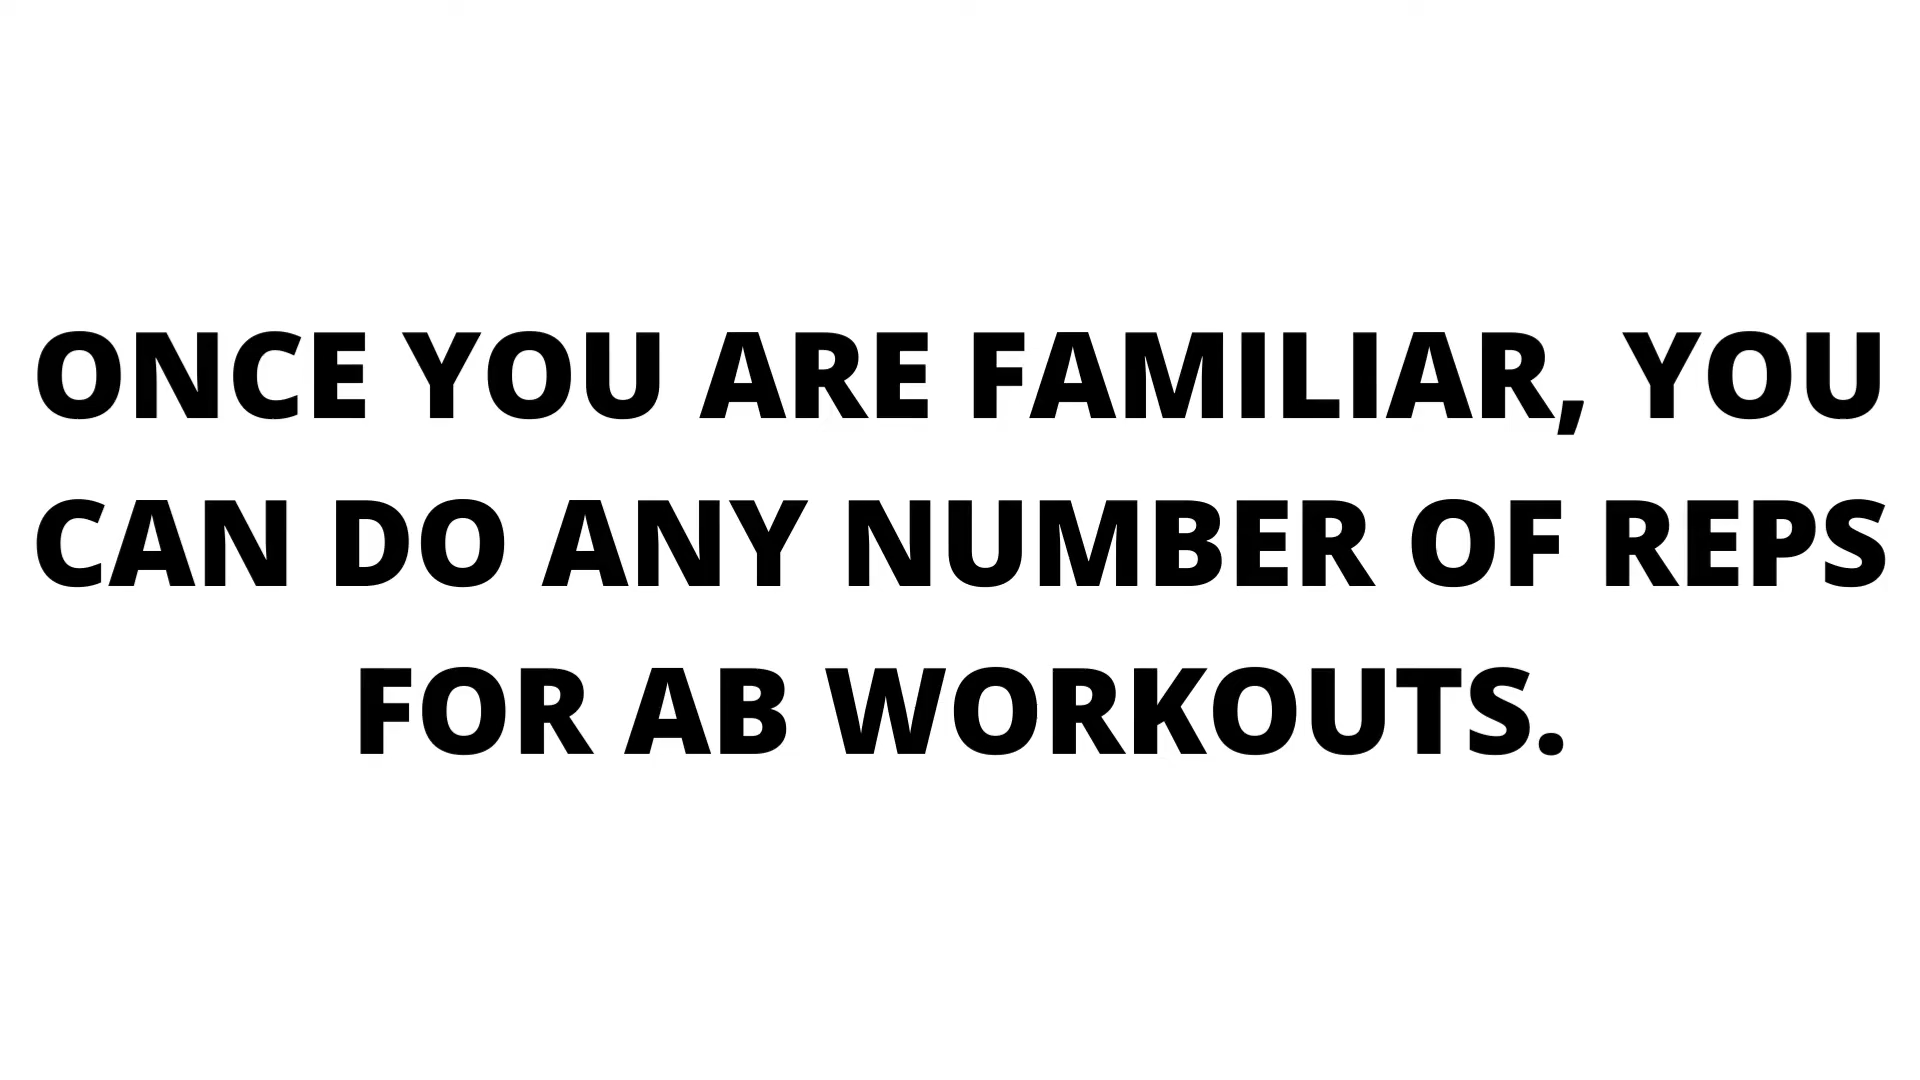 ONCE YOU ARE FAMILIAR, YOU
CAN DO ANY NUMBER OF REPS
FOR AB WORKOUTS.